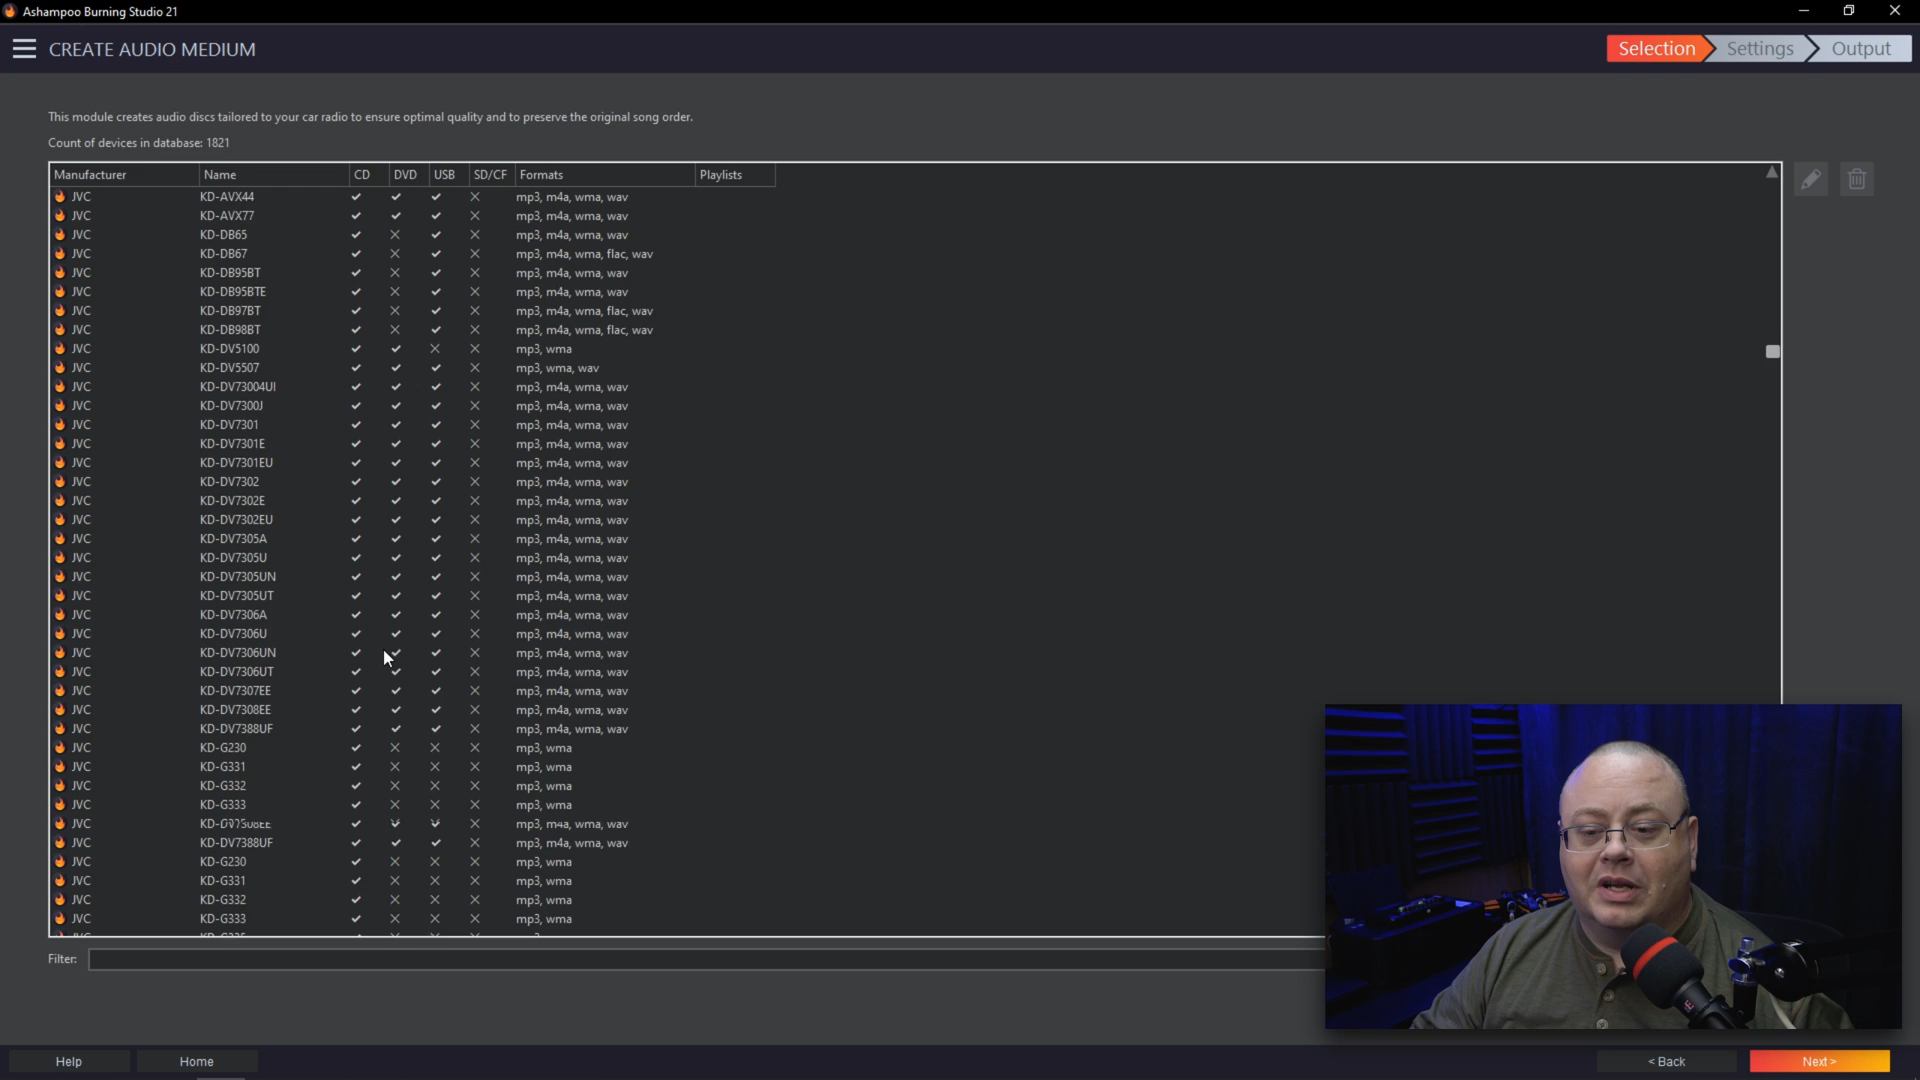 Ashampoo Burning Studio 21
CREATE AUDIO MEDIUM
Selection Settings Output
This module creates audio discs tailored to your car radio to ensure optimal quality and to preserve the original song order.
Count of devices in database: 1821
Manufacturer Name CD DVD USB SD/CF Formats Playlists
JVC KD-AVX44 mp3, m4a, wma, wav
JVC KD-AVX77 mp3, m4a, wma, wav
JVC KD-DB65 mp3, m4a, wma, wav
JVC KD-DB67 mp3, m4a, wma, flac, wav
JVC KD-DB95BT mp3, m4a, wma, wav
JVC KD-DB95BTE mp3, m4a, wma, wav
JVC KD-DB97BT mp3, m4a, wma, flac, wav
JVC KD-DB98BT mp3, m4a, wma, flac, wav
JVC KD-DV5100 mp3, wma
JVC KD-DV5507 mp3, wma, wav
JVC KD-DV73004UI mp3, m4a, wma, wav
JVC KD-DV7300J mp3, m4a, wma, wav
JVC KD-DV7301 mp3, m4a, wma, wav
JVC KD-DV7301E mp3, m4a, wma, wav
JVC KD-DV7301EU mp3, m4a, wma, wav
JVC KD-DV7302 mp3, m4a, wma, wav
JVC KD-DV7302E mp3, m4a, wma, wav
JVC KD-DV7302EU mp3, m4a, wma, wav
JVC KD-DV7305A mp3, m4a, wma, wav
JVC KD-DV7305U mp3, m4a, wma, wav
JVC KD-DV7305UN mp3, m4a, wma, wav
JVC KD-DV7305UT mp3, m4a, wma, wav
JVC KD-DV7306A mp3, m4a, wma, wav
JVC KD-DV7306U mp3, m4a, wma, wav
JVC KD-DV7306UN mp3, m4a, wma, wav
JVC KD-DV7306UT mp3, m4a, wma, wav
JVC KD-DV7307EE mp3, m4a, wma, wav
JVC KD-DV7308EE mp3, m4a, wma, wav
JVC KD-DV7388UF mp3, m4a, wma, wav
JVC KD-G230 mp3, wma
JVC KD-G331 mp3, wma
JVC KD-G332 mp3, wma
JVC KD-G333 mp3, wma
JVC mp3, m4a, wma, wav
JVC KD-DV7388UF mp3, m4a, wma, wav
JVC KD-G230 mp3, wma
JVC KD-G331 mp3, wma
JVC KD-G332 mp3, wma
JVC KD-G333 mp3, wma
Filter:
Help Home < Back Next >